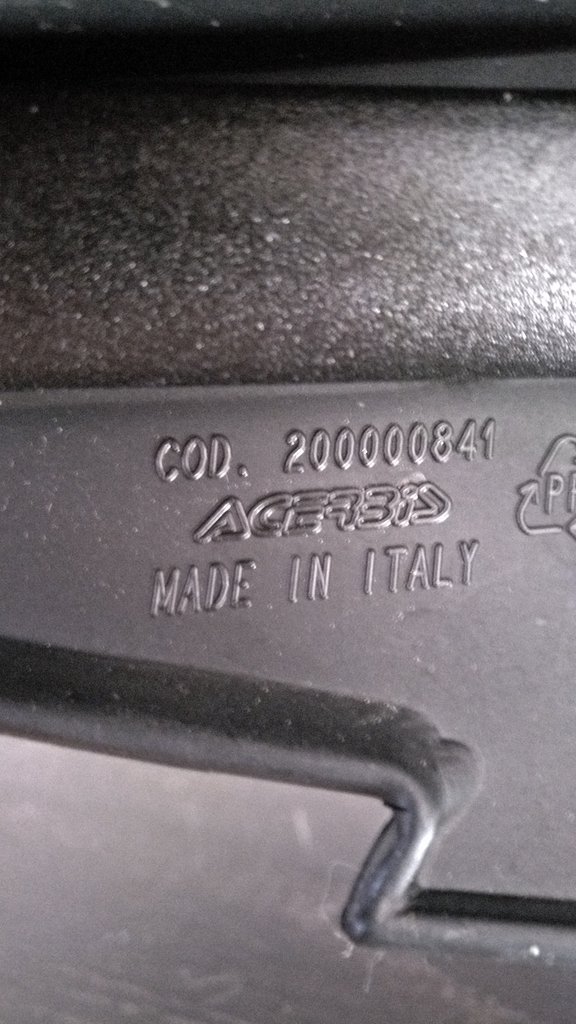 COD. 200000841
ACERBIS
MADE IN ITALY